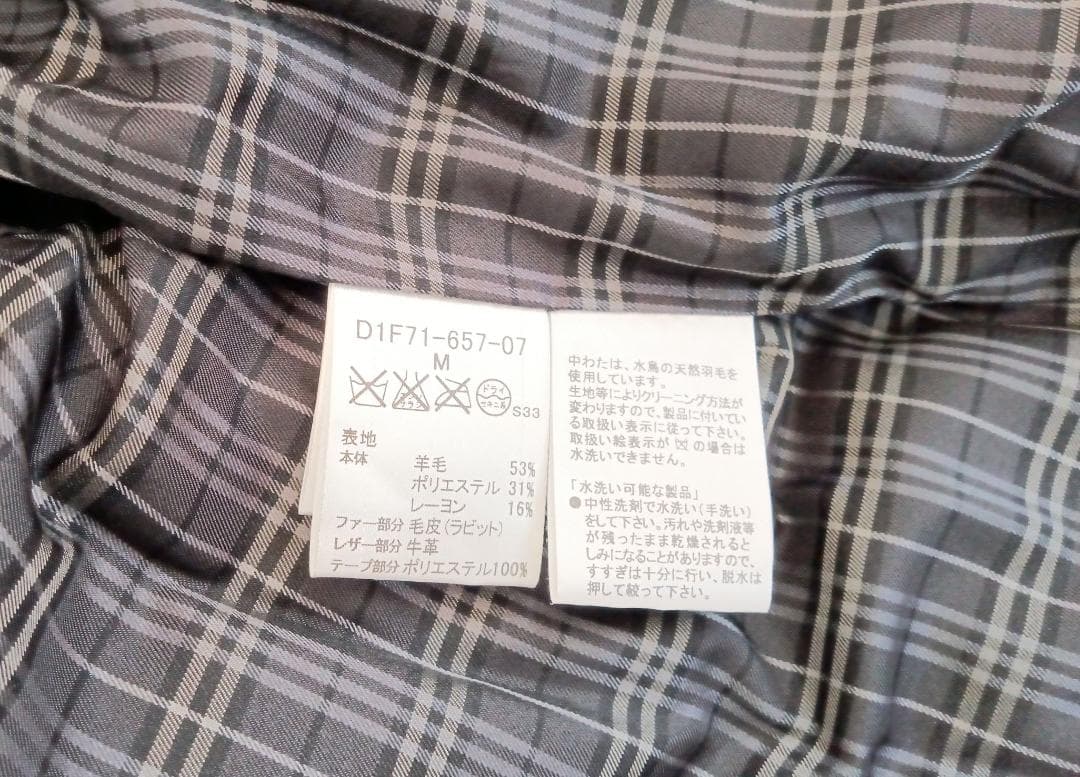 D1F71-657-07
M
エンソ
サラシ
ドライ
セキユ系
S33
表地
本体 羊毛 53%
ポリエステル 31%
レーヨン 16%
ファー部分 毛皮(ラビット)
レザー部分 牛革
テープ部分 ポリエステル100%
中わたは、水鳥の天然羽毛を
使用しています。
生地等によりクリーニング方法が
変わりますので、製品に付いてい
る取扱い表示に従って下さい。
取扱い絵表示が の場合は
水洗いできません。
「水洗い可能な製品」
●中性洗剤で水洗い(手洗い)
をして下さい。汚れや洗剤液等
が残ったまま乾燥されると
しみになることがありますので、
すすぎは十分に行い、脱水は
押して絞って下さい。